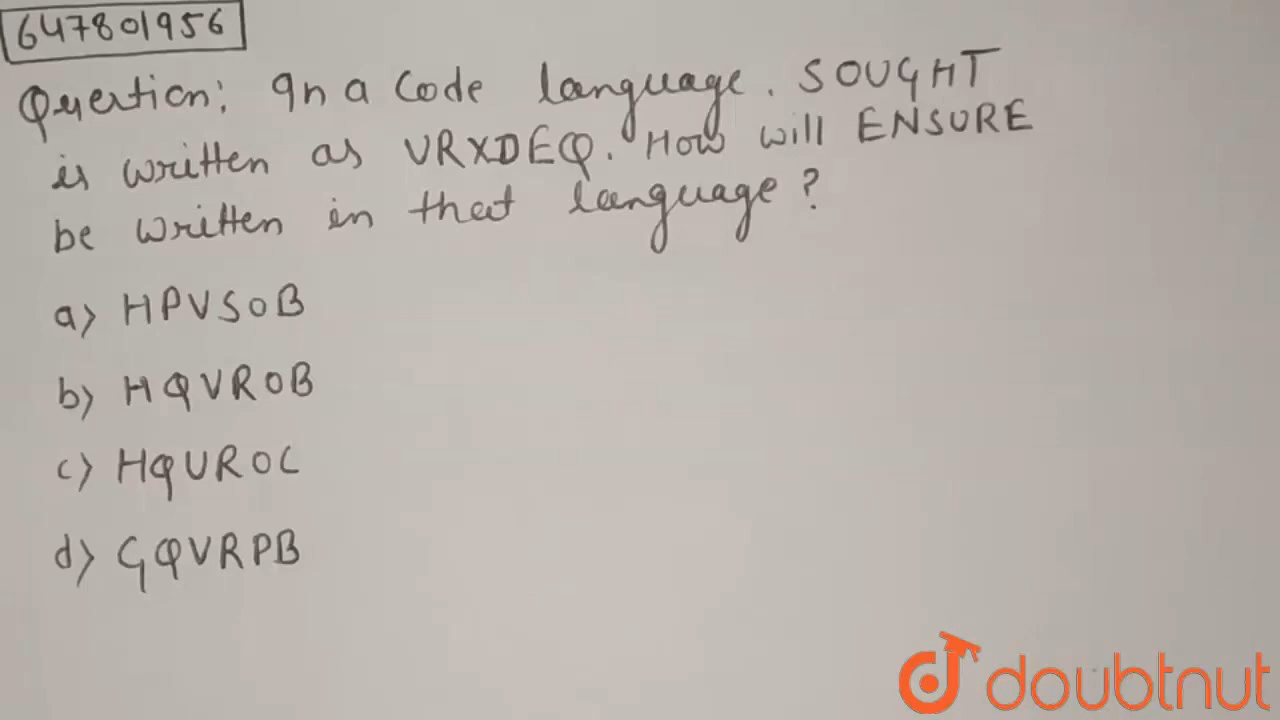 647801956
Question: In a Code language. SOUGHT
is written as VRXDEQ. How will ENSURE
be written in that language?
a) HPVSOB
b) HQVROB
c) HQUROC
d) GQVRPB
doubtnut